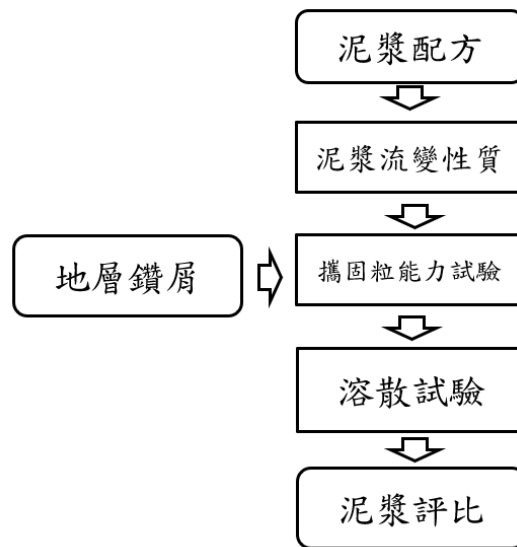 泥漿配方
泥漿流變性質
地層鑽屑
攜固粒能力試驗
溶散試驗
泥漿評比